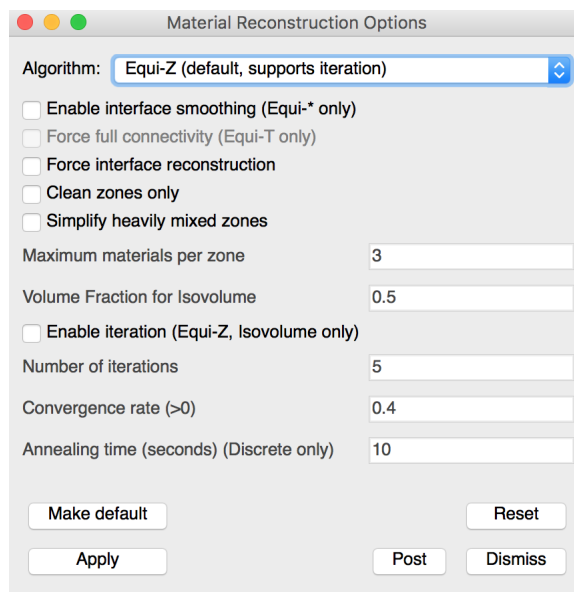 Material Reconstruction Options
Algorithm: Equi-Z (default, supports iteration)
Enable interface smoothing (Equi-* only)
Force full connectivity (Equi-T only)
Force interface reconstruction
Clean zones only
Simplify heavily mixed zones
Maximum materials per zone 3
Volume Fraction for Isovolume 0.5
Enable iteration (Equi-Z, Isovolume only)
Number of iterations 5
Convergence rate (>0) 0.4
Annealing time (seconds) (Discrete only) 10
Make default Reset
Apply Post Dismiss